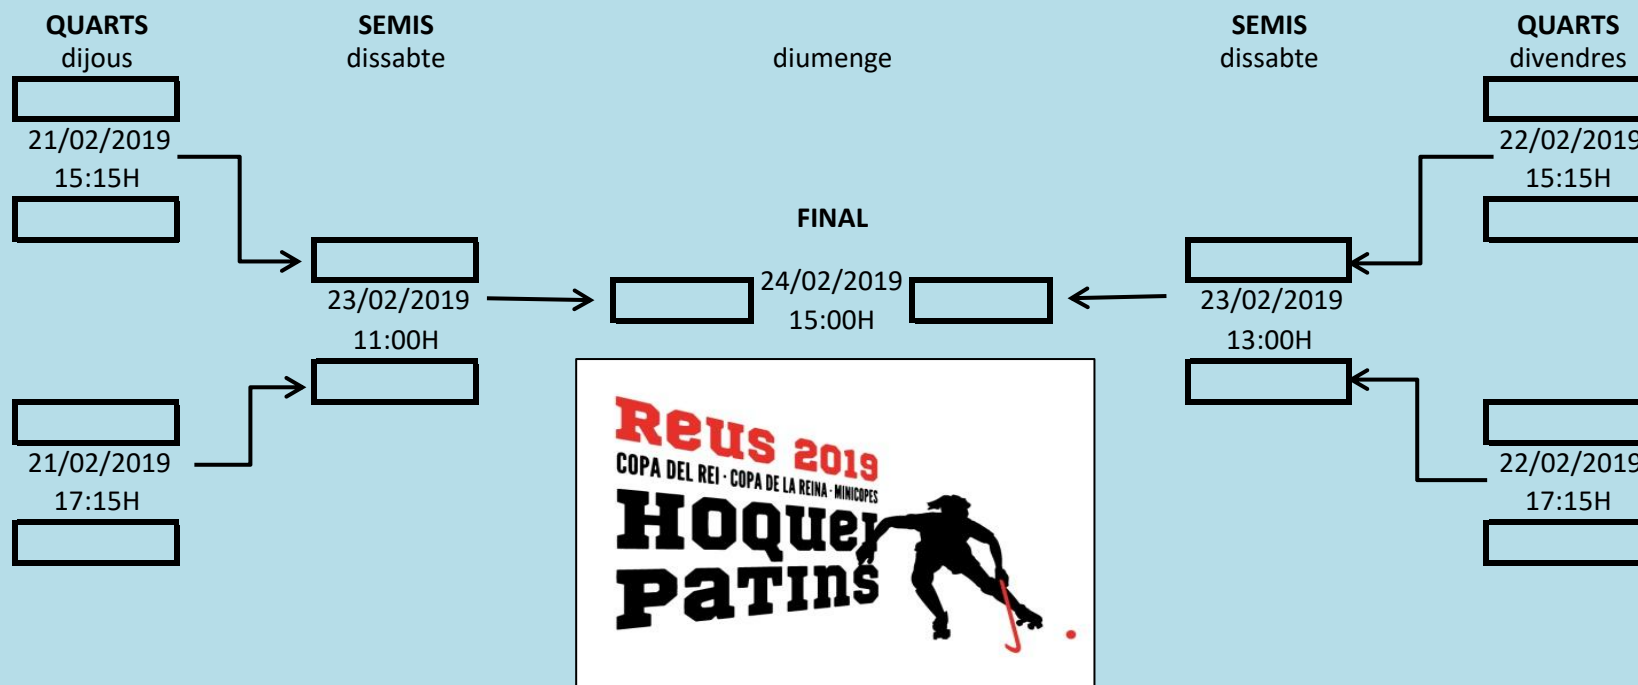 QUARTS
dijous
21/02/2019
15:15H
21/02/2019
17:15H
SEMIS
dissabte
23/02/2019
11:00H
diumenge
FINAL
24/02/2019
15:00H
SEMIS
dissabte
23/02/2019
13:00H
QUARTS
divendres
22/02/2019
15:15H
22/02/2019
17:15H
Reus 2019
COPA DEL REI · COPA DE LA REINA · MINICOPES
HOQUEI
PATINS